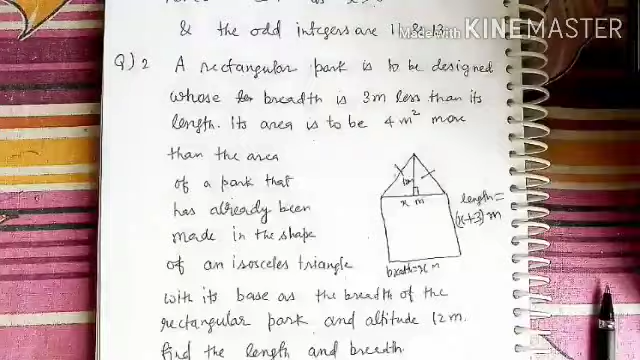 & the odd integers are 11 & 13
Made with KINEMASTER
Q) 2 A rectangular park is to be designed
whose breadth is 3m less than its
length. Its area is to be 4 m² more
than the area
of a park that
has already been
made in the shape
of an isosceles triangle
with its base as the breadth of the
rectangular park and altitude 12m.
find the length and breadth
12m
x m
length=
(x+3) m
breadth=x m